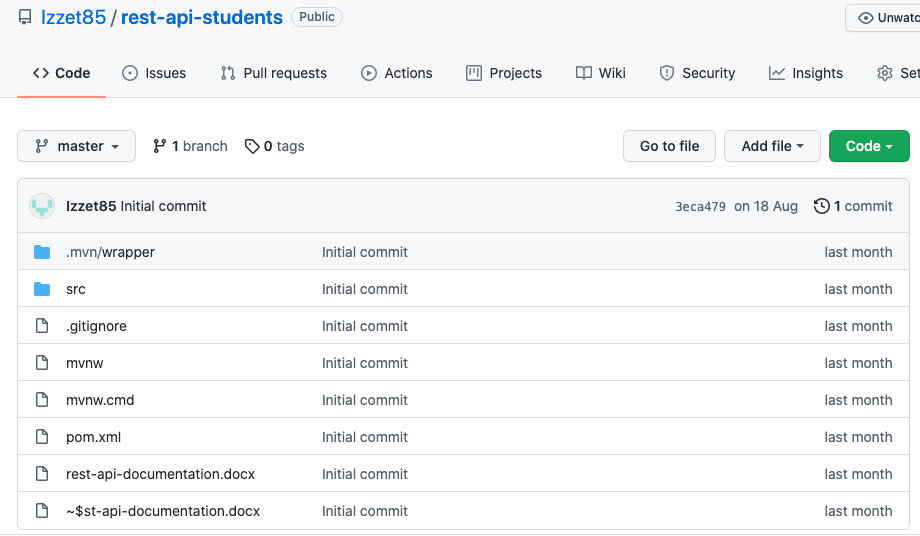 Izzet85 / rest-api-students Public
Unwatc
Code Issues Pull requests Actions Projects Wiki Security Insights Set
master 1 branch 0 tags Go to file Add file Code
Izzet85 Initial commit 3eca479 on 18 Aug 1 commit
.mvn/wrapper Initial commit last month
src Initial commit last month
.gitignore Initial commit last month
mvnw Initial commit last month
mvnw.cmd Initial commit last month
pom.xml Initial commit last month
rest-api-documentation.docx Initial commit last month
~$st-api-documentation.docx Initial commit last month